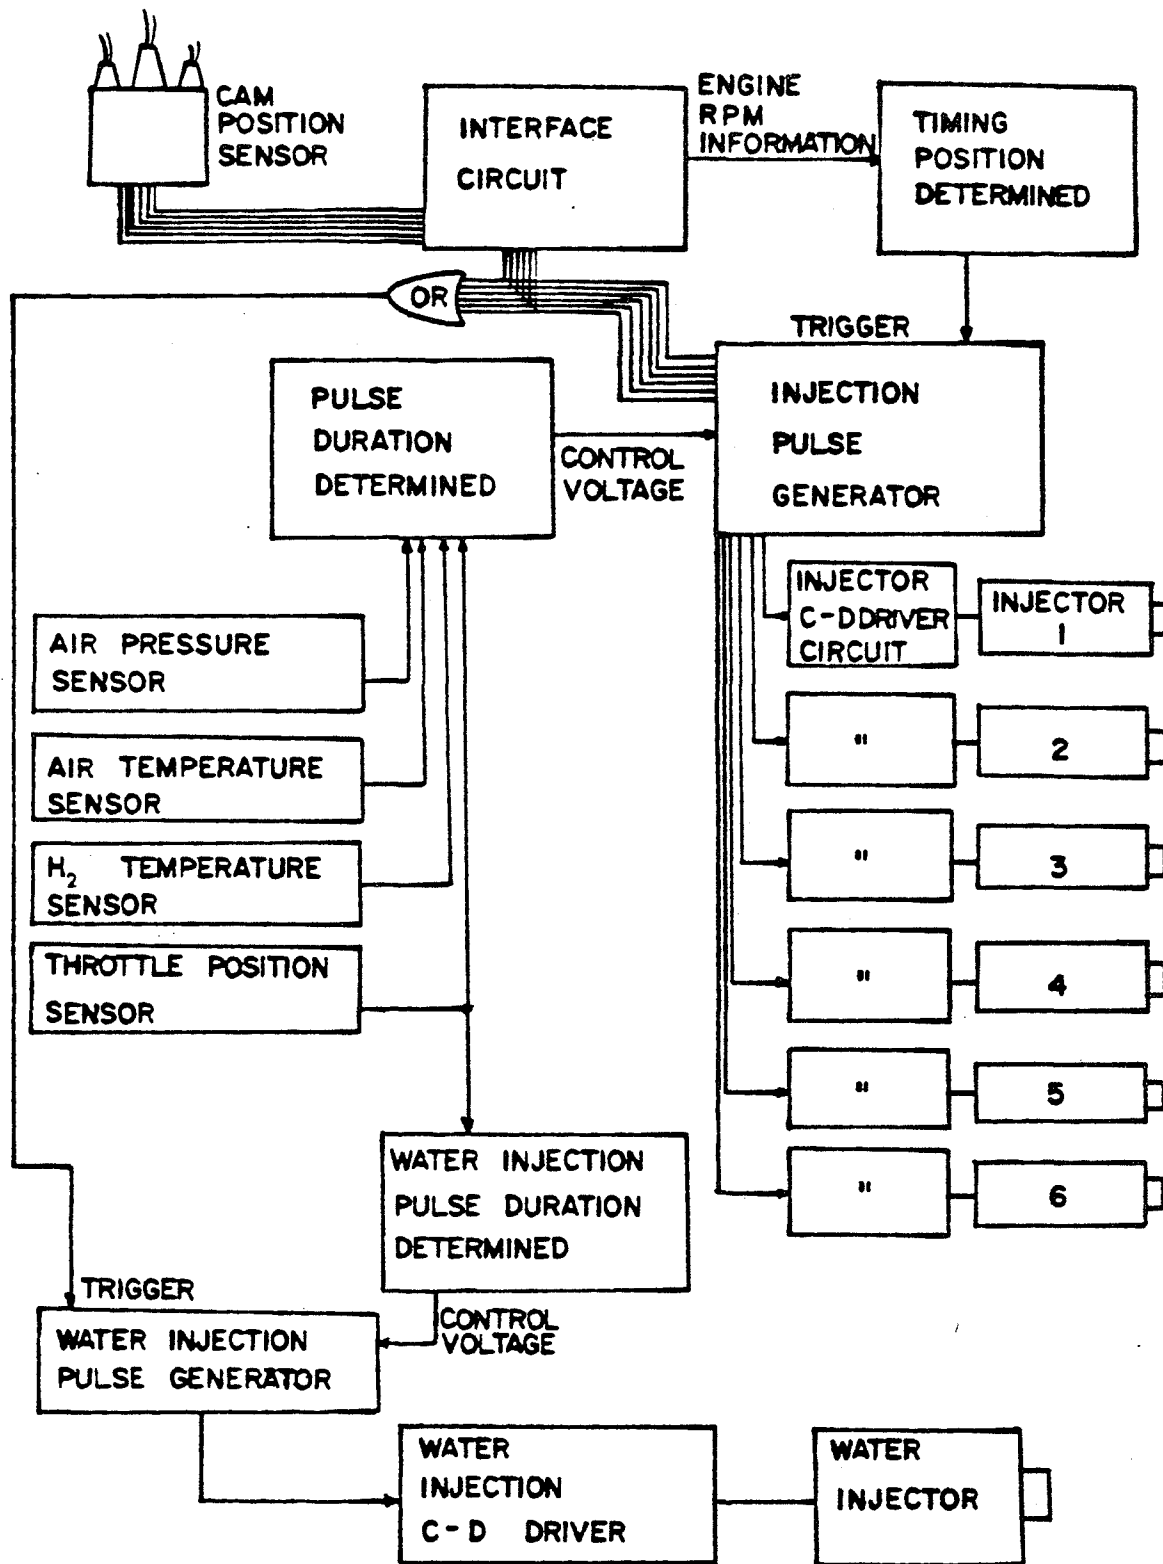 CAM
POSITION
SENSOR
INTERFACE
CIRCUIT
ENGINE
RPM
INFORMATION
TIMING
POSITION
DETERMINED
OR
TRIGGER
PULSE
DURATION
DETERMINED
CONTROL
VOLTAGE
INJECTION
PULSE
GENERATOR
INJECTOR
C-D DRIVER
CIRCUIT
INJECTOR
1
AIR PRESSURE
SENSOR
" 2
AIR TEMPERATURE
SENSOR
" 3
H₂ TEMPERATURE
SENSOR
THROTTLE POSITION
SENSOR
" 4
" 5
" 6
WATER INJECTION
PULSE DURATION
DETERMINED
TRIGGER
CONTROL
VOLTAGE
WATER INJECTION
PULSE GENERATOR
WATER
INJECTION
C-D DRIVER
WATER
INJECTOR